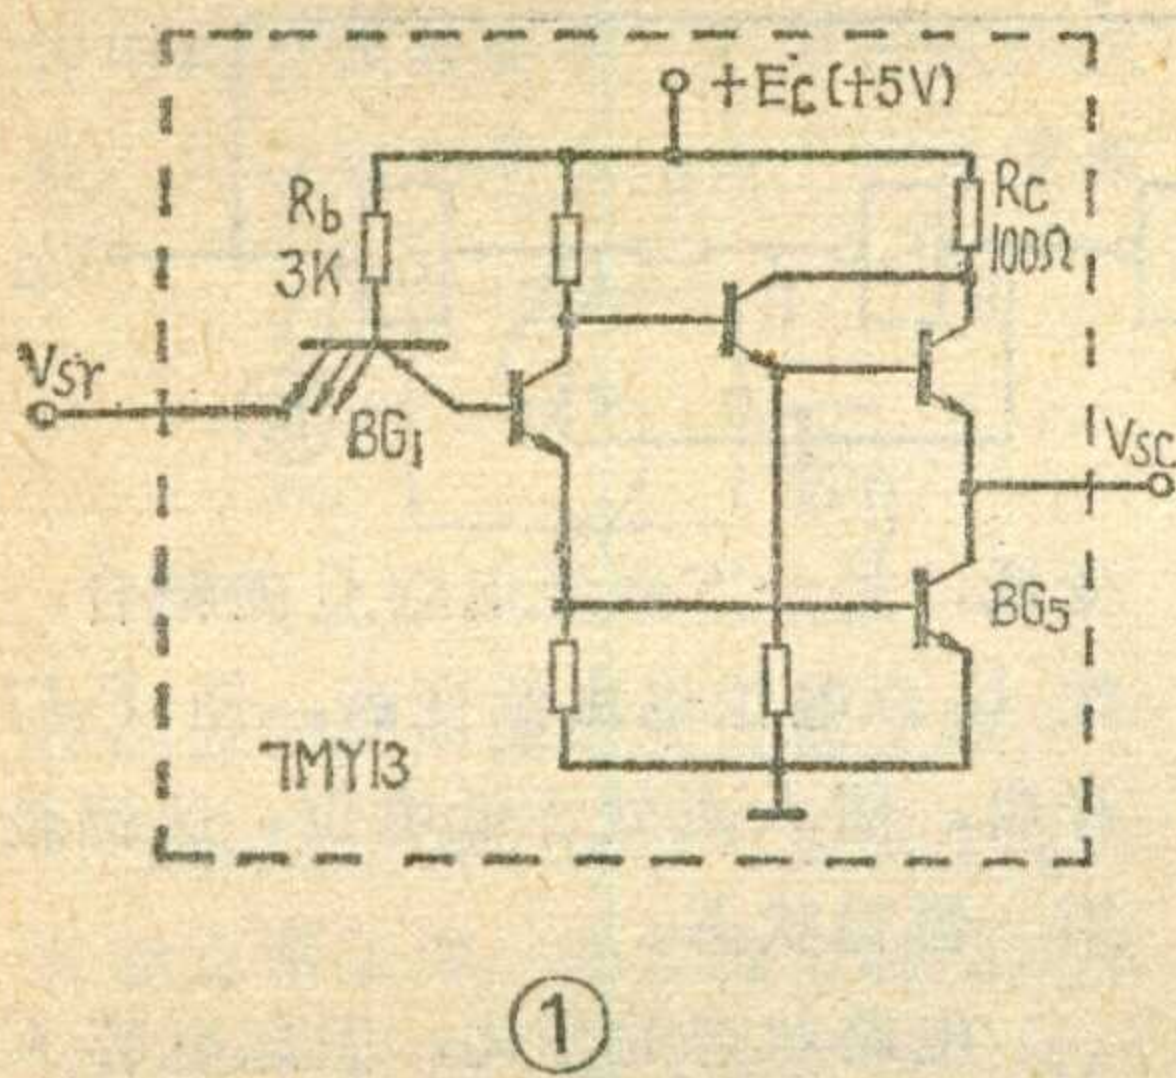 +EC(+5V)
Rb
3K
RC
100Ω
VSr
BG1
VSC
BG5
7MY13
①